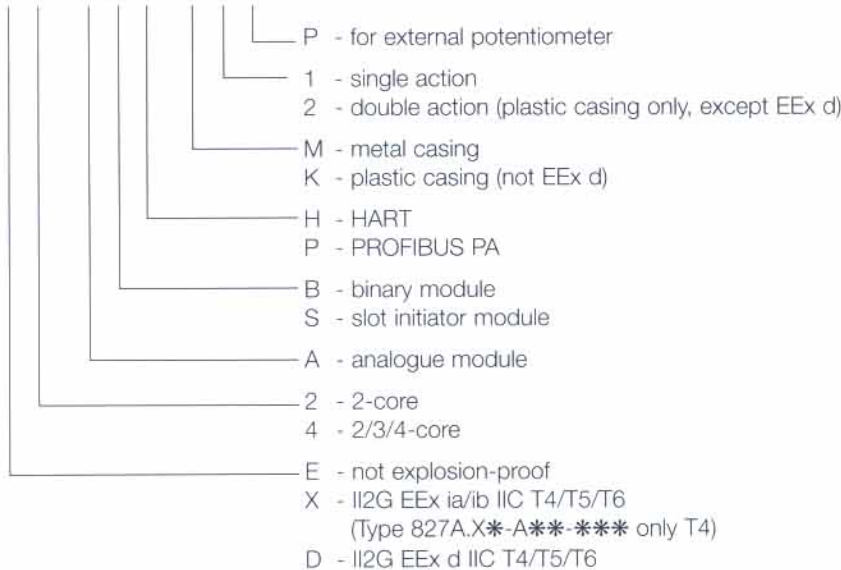 P - for external potentiometer
1 - single action
2 - double action (plastic casing only, except EEx d)
M - metal casing
K - plastic casing (not EEx d)
H - HART
P - PROFIBUS PA
B - binary module
S - slot initiator module
A - analogue module
2 - 2-core
4 - 2/3/4-core
E - not explosion-proof
X - II2G EEx ia/ib IIC T4/T5/T6
(Type 827A.X✱-A✱✱-✱✱✱ only T4)
D - II2G EEx d IIC T4/T5/T6